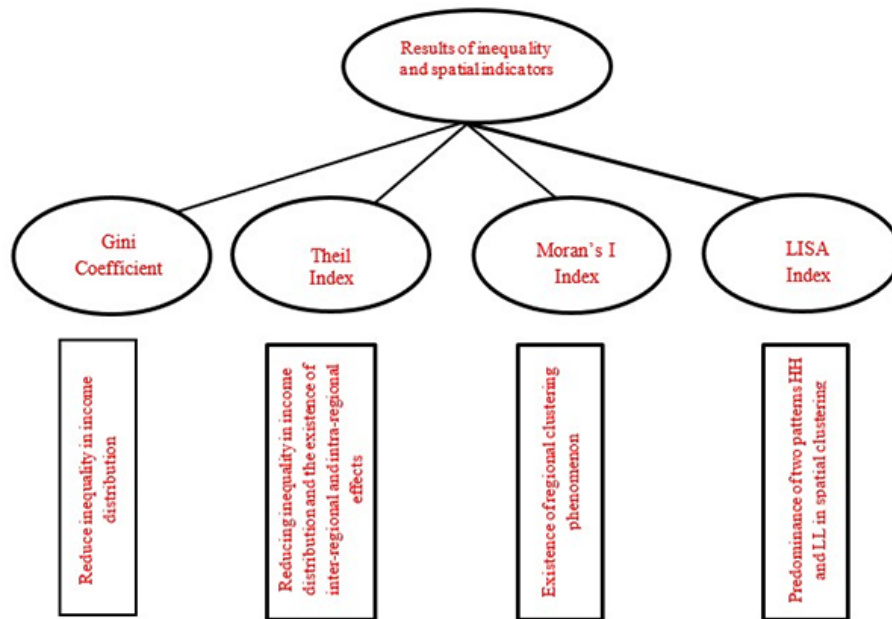 Results of inequality
and spatial indicators
Gini
Coefficient
Theil
Index
Moran's I
Index
LISA
Index
Reduce inequality in income
distribution
Reducing inequality in income
distribution and the existence of
inter-regional and intra-regional
effects
Existence of regional clustering
phenomenon
Predominance of two patterns HH
and LL in spatial clustering